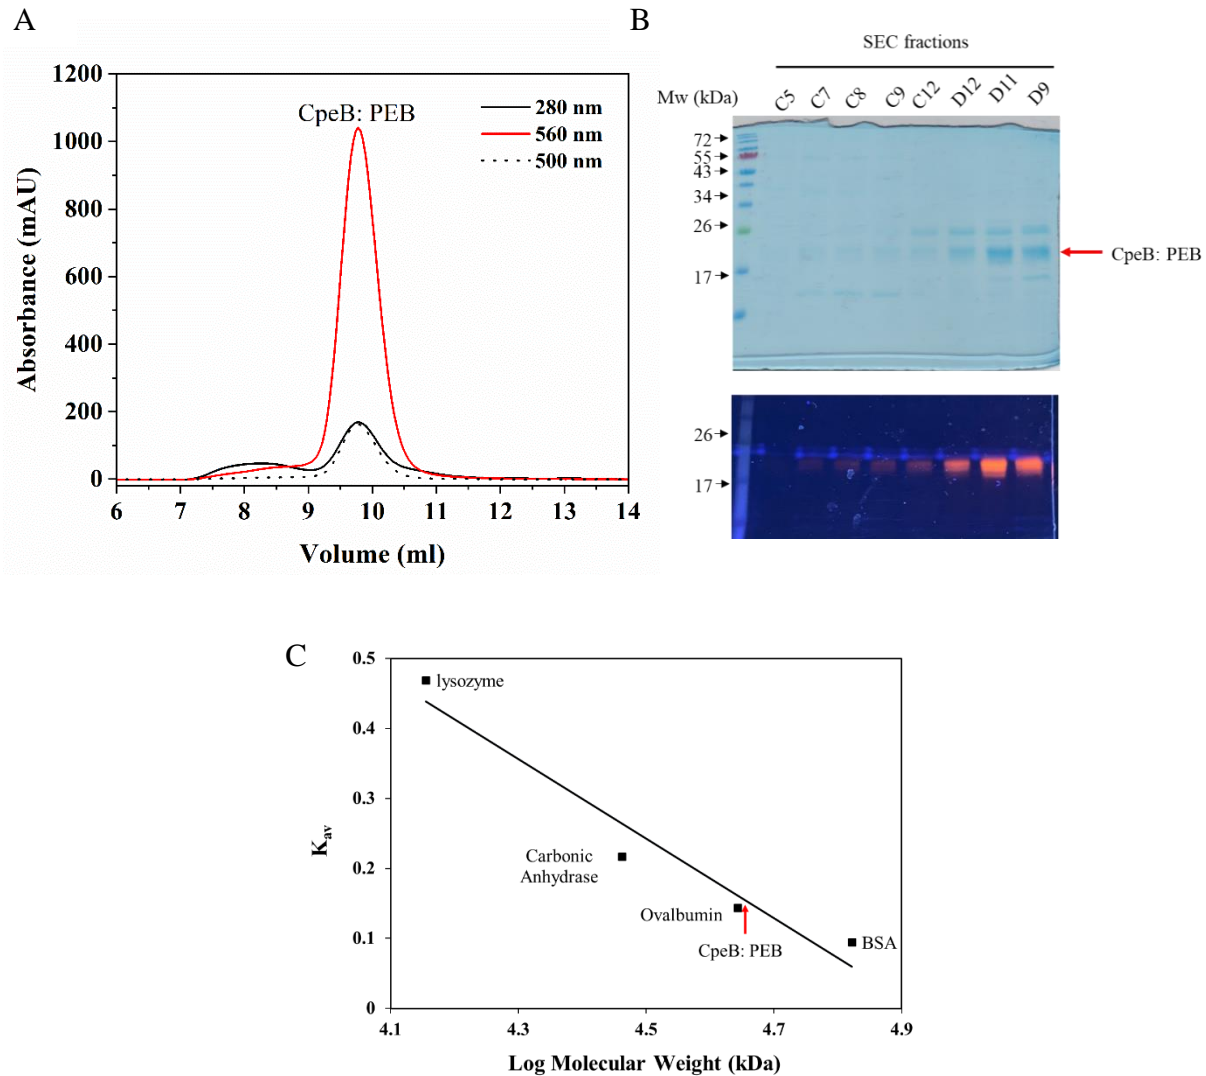 A
1200
1000
800
600
400
200
0
Absorbance (mAU)
CpeB: PEB
280 nm
560 nm
500 nm
6 7 8 9 10 11 12 13 14
Volume (ml)
B
SEC fractions
Mw (kDa)
C5 C7 C8 C9 C12 D12 D11 D9
72
55
43
34
26
17
CpeB: PEB
26
17
C
0.5
0.4
0.3
0.2
0.1
0
Kav
lysozyme
Carbonic
Anhydrase
Ovalbumin
CpeB: PEB
BSA
4.1 4.3 4.5 4.7 4.9
Log Molecular Weight (kDa)